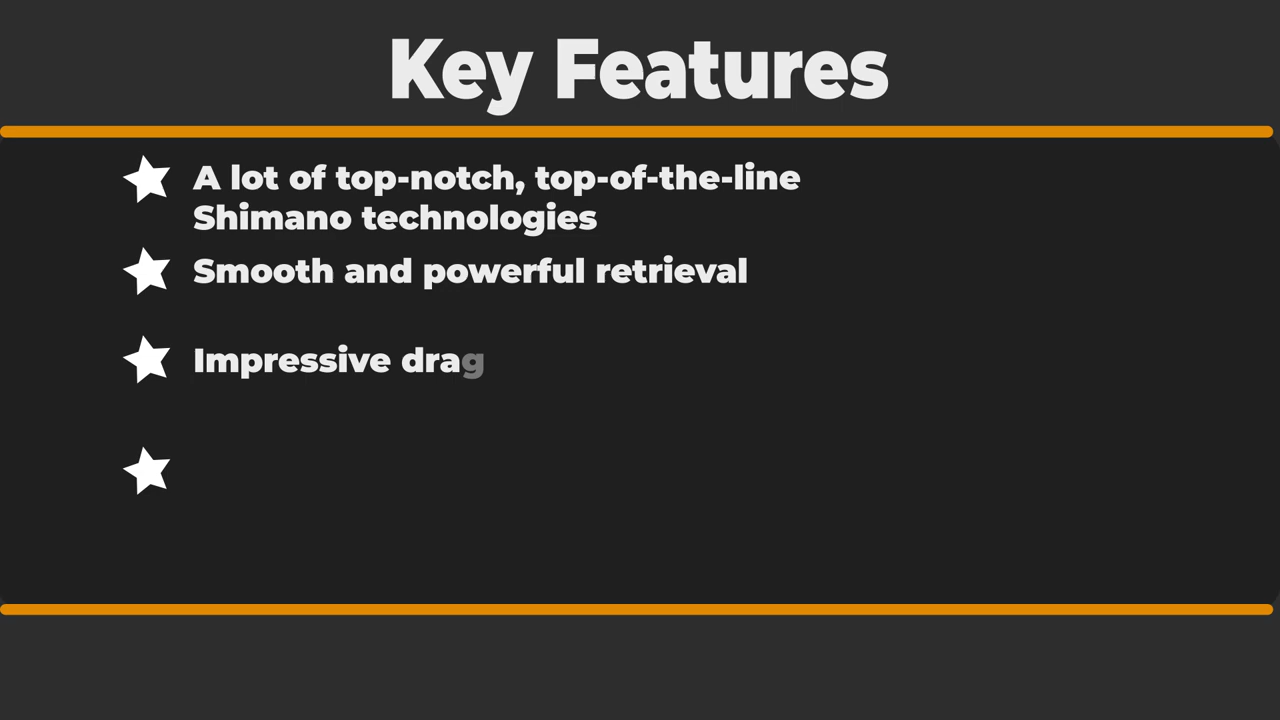 Key Features
A lot of top-notch, top-of-the-line
Shimano technologies
Smooth and powerful retrieval
Impressive drag